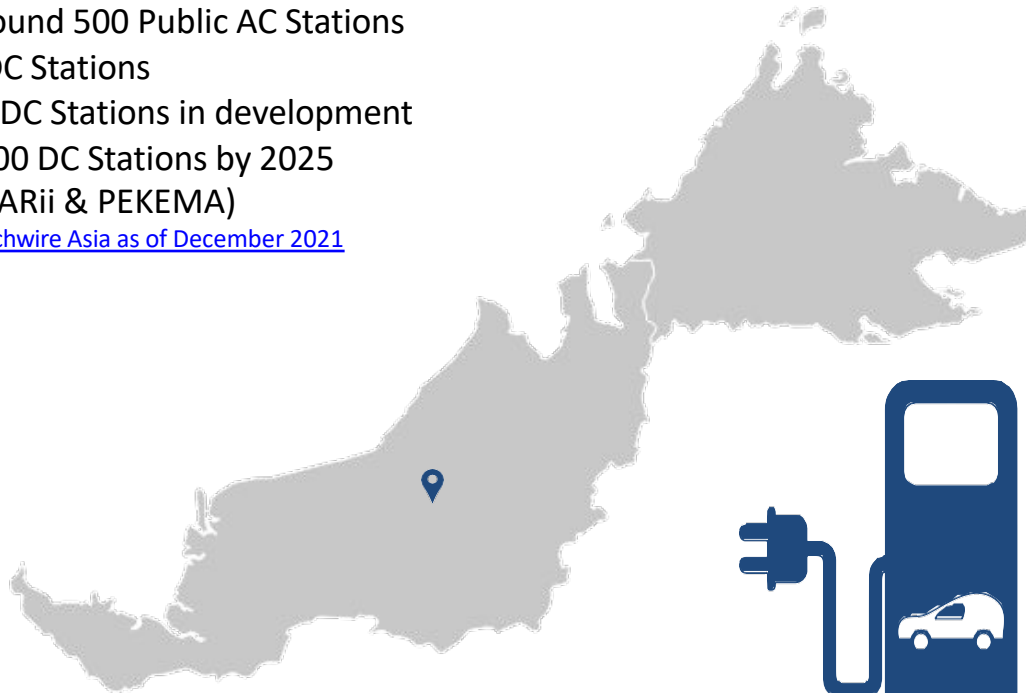 ound 500 Public AC Stations
DC Stations
DC Stations in development
00 DC Stations by 2025
ARii & PEKEMA)
chwire Asia as of December 2021